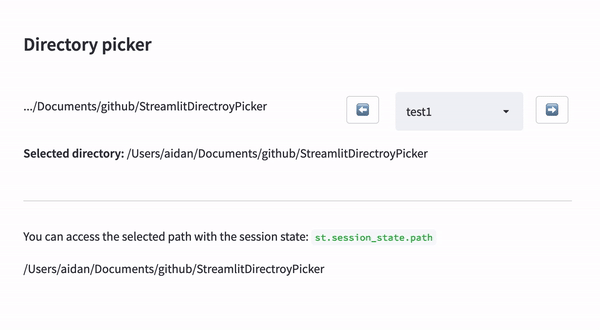 Directory picker
.../Documents/github/StreamlitDirectroyPicker
test1
Selected directory: /Users/aidan/Documents/github/StreamlitDirectroyPicker
You can access the selected path with the session state: st.session_state.path
/Users/aidan/Documents/github/StreamlitDirectroyPicker